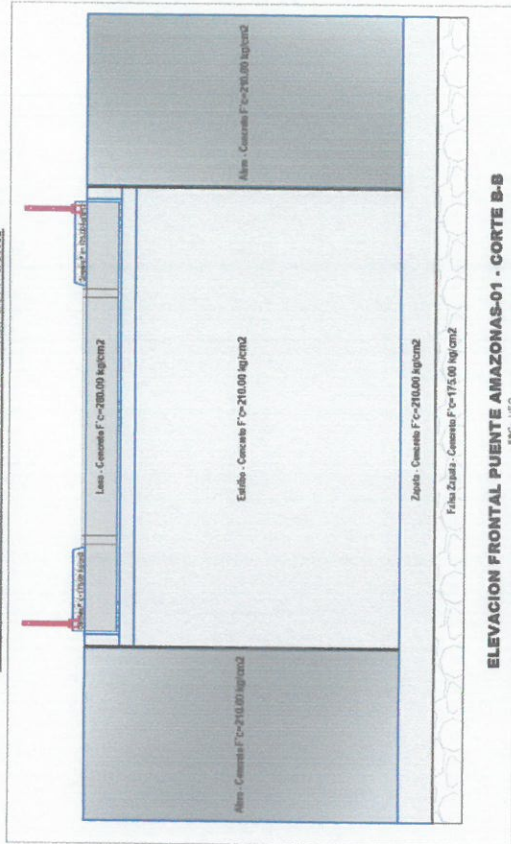 Losa - Concreto F'c=280.00 kg/cm2
Alero - Concreto F'c=210.00 kg/cm2
Estribo - Concreto F'c=210.00 kg/cm2
Alero - Concreto F'c=210.00 kg/cm2
Zapata - Concreto F'c=210.00 kg/cm2
Falsa Zapata - Concreto F'c=175.00 kg/cm2
ELEVACION FRONTAL PUENTE AMAZONAS-01 - CORTE B-B